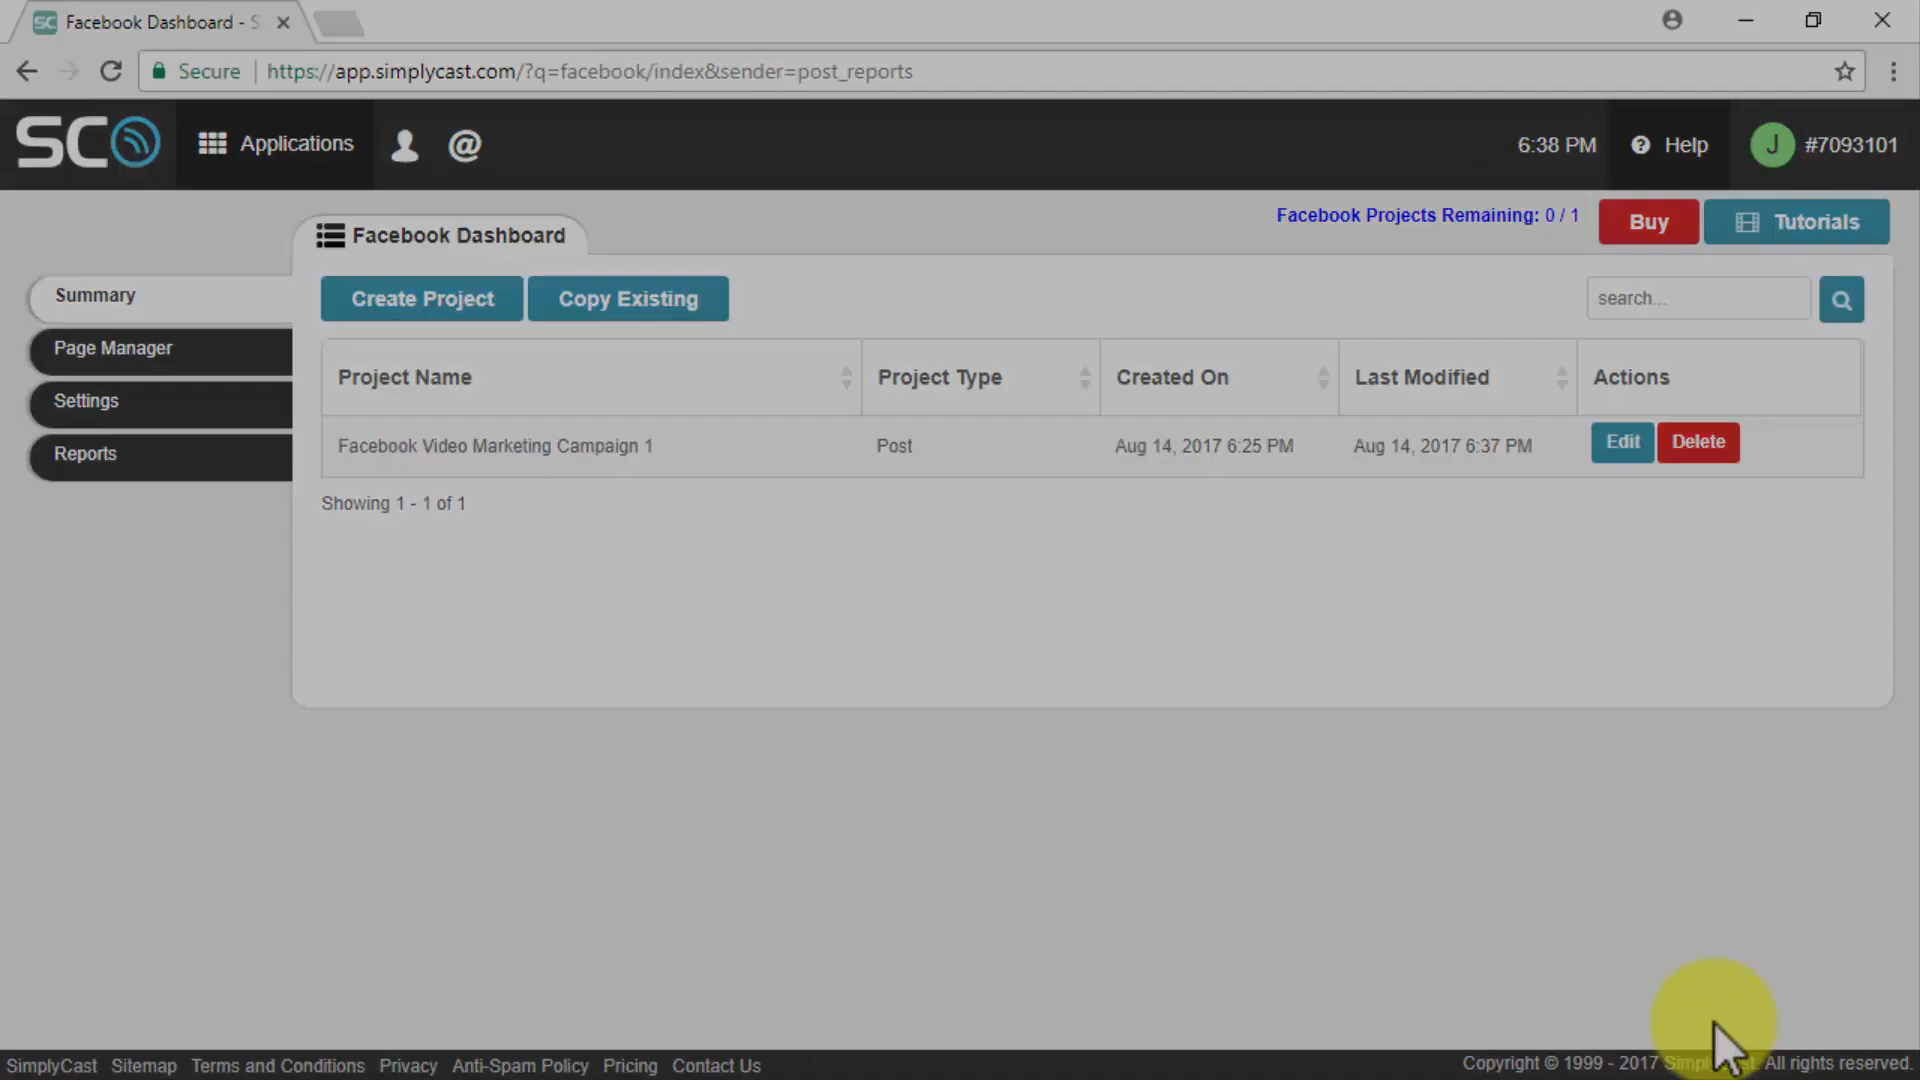 Facebook Dashboard - S
Secure https://app.simplycast.com/?q=facebook/index&sender=post_reports
SC Applications @ 6:38 PM Help J #7093101
Facebook Projects Remaining: 0 / 1 Buy Tutorials
Facebook Dashboard
Summary
Page Manager
Settings
Reports
Create Project Copy Existing search...
Project Name Project Type Created On Last Modified Actions
Facebook Video Marketing Campaign 1 Post Aug 14, 2017 6:25 PM Aug 14, 2017 6:37 PM Edit Delete
Showing 1 - 1 of 1
SimplyCast Sitemap Terms and Conditions Privacy Anti-Spam Policy Pricing Contact Us Copyright © 1999 - 2017 All rights reserved.